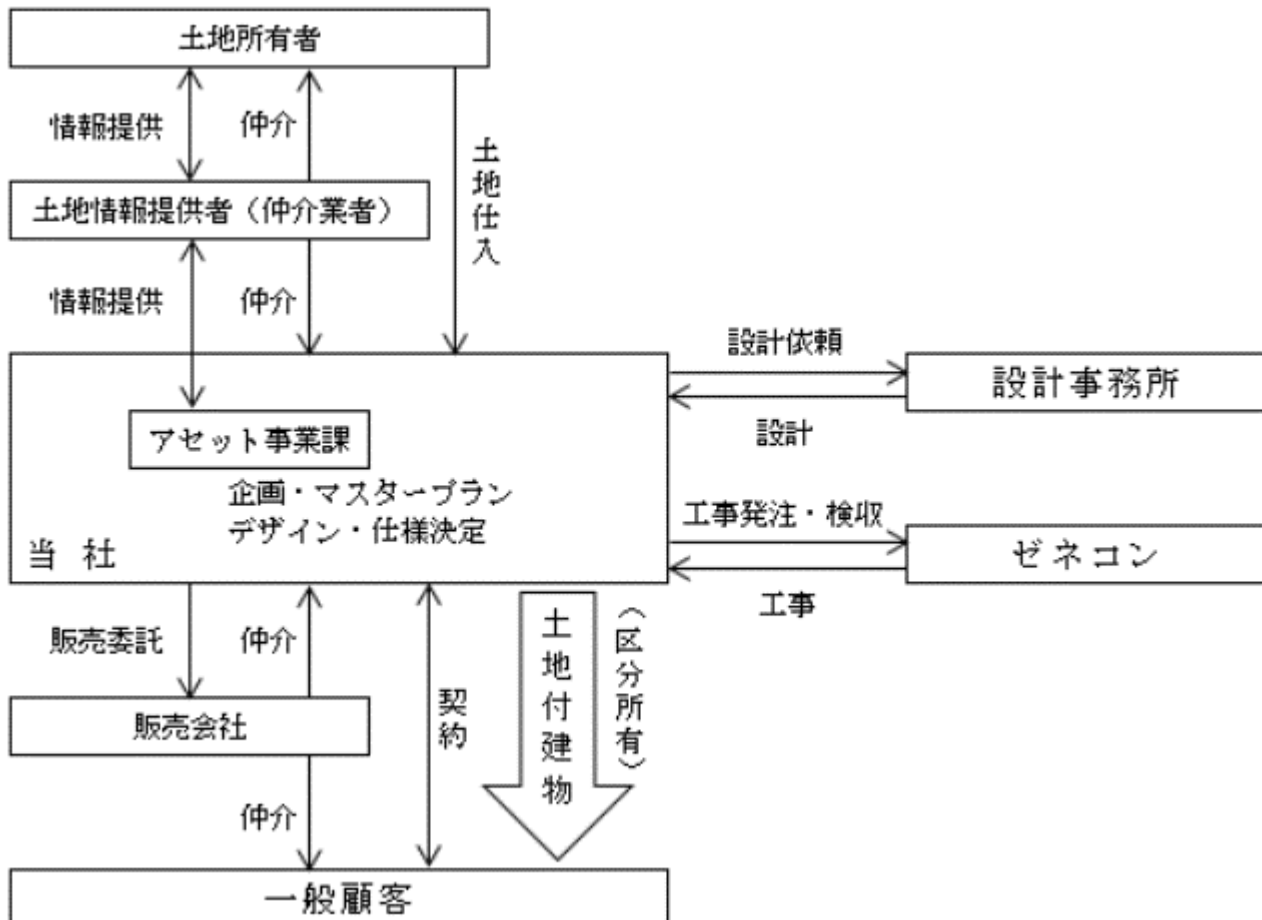 土地所有者
情報提供
仲介
土地仕入
土地情報提供者（仲介業者）
情報提供
仲介
設計依頼
設計事務所
設計
アセット事業課
企画・マスタープラン
デザイン・仕様決定
当社
工事発注・検収
ゼネコン
工事
販売委託
仲介
契約
土地付建物
（区分所有）
販売会社
仲介
一般顧客